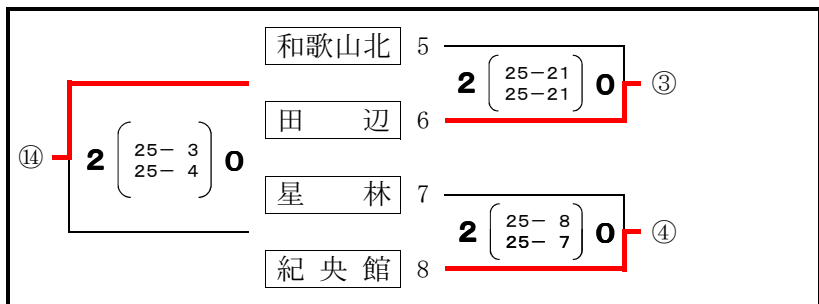 和歌山北 5
2 25－21 0 ③
25－21
田 辺 6
⑭ 2 25－ 3 0
25－ 4
星 林 7
2 25－ 8 0 ④
25－ 7
紀 央 館 8